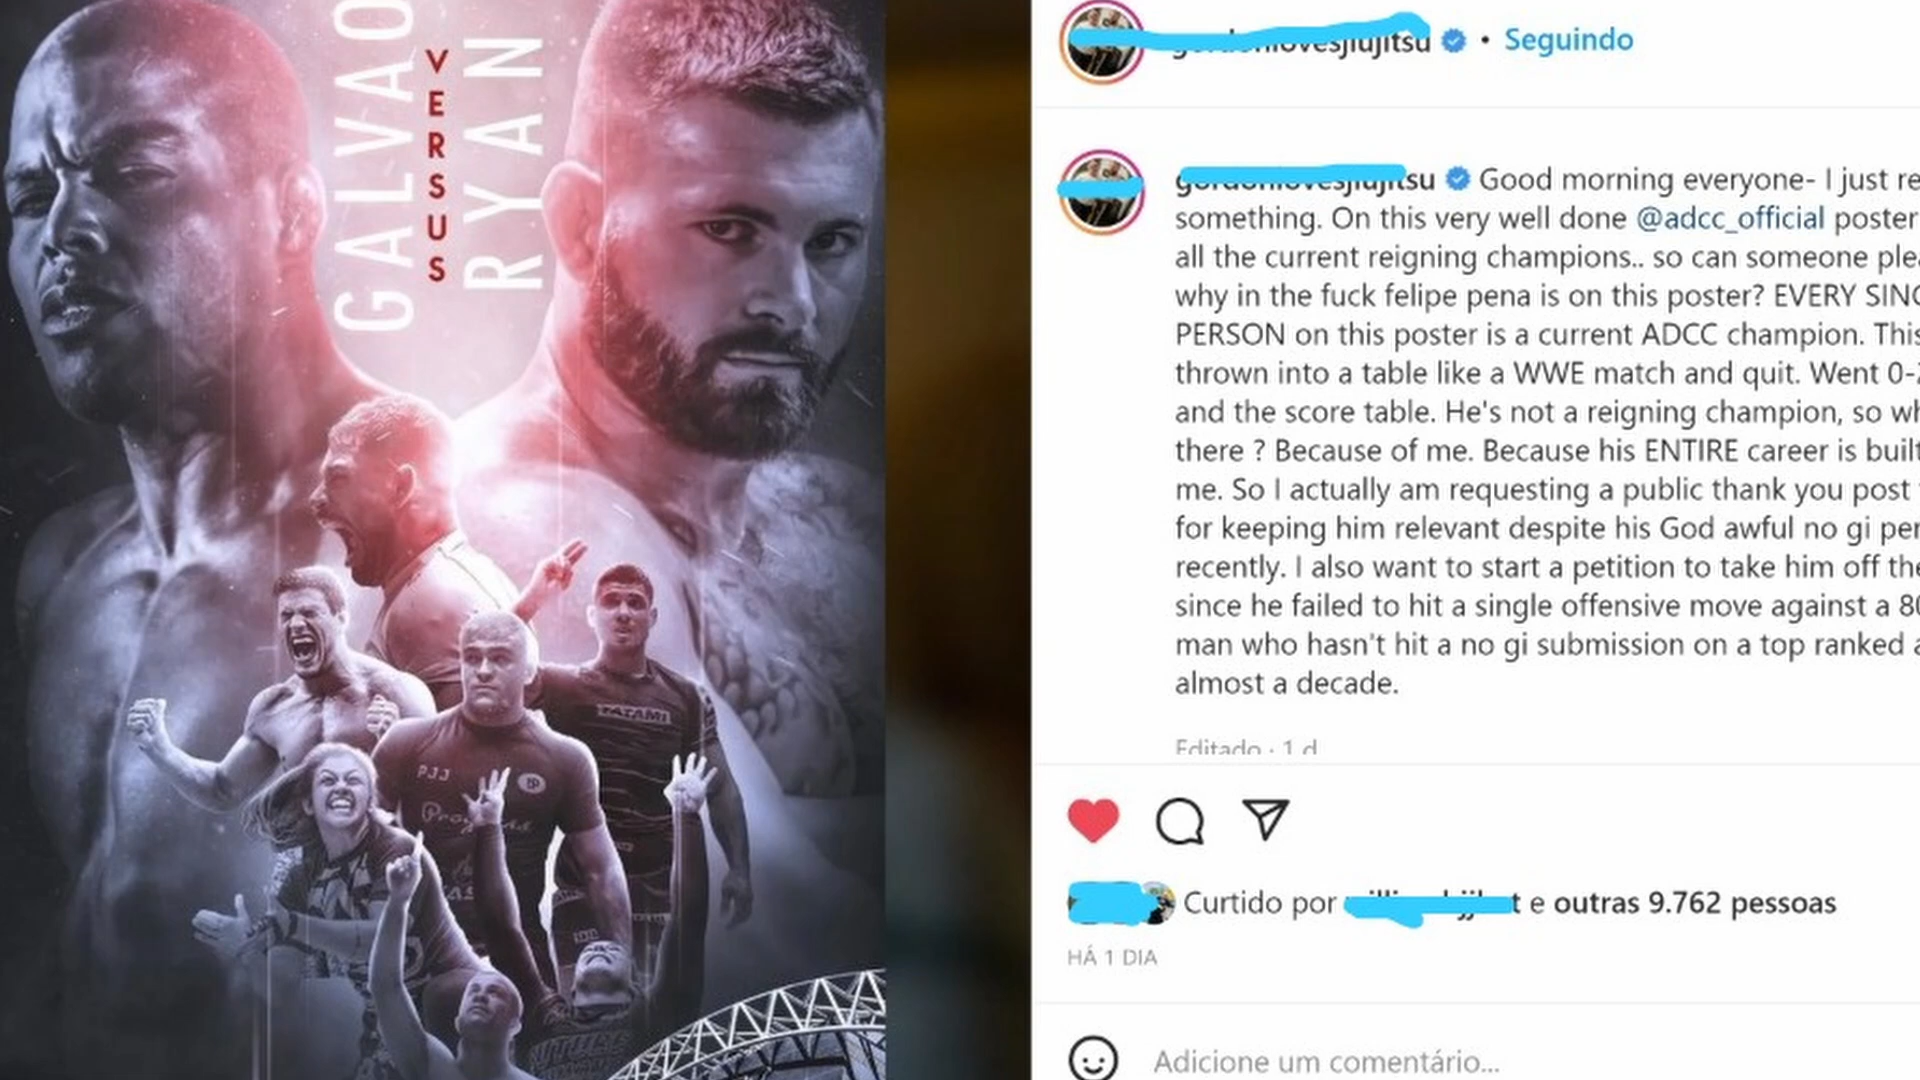 GALVAO
VERSUS
RYAN
TATAMI
PJJ
Seguindo
Good morning everyone- I just re
something. On this very well done @adcc_official poster
all the current reigning champions.. so can someone plea
why in the fuck felipe pena is on this poster? EVERY SING
PERSON on this poster is a current ADCC champion. This
thrown into a table like a WWE match and quit. Went 0-2
and the score table. He's not a reigning champion, so wh
there ? Because of me. Because his ENTIRE career is built
me. So I actually am requesting a public thank you post
for keeping him relevant despite his God awful no gi per
recently. I also want to start a petition to take him off the
since he failed to hit a single offensive move against a 80
man who hasn't hit a no gi submission on a top ranked a
almost a decade.
Editado · 1 d
Curtido por e outras 9.762 pessoas
HÁ 1 DIA
Adicione um comentário...